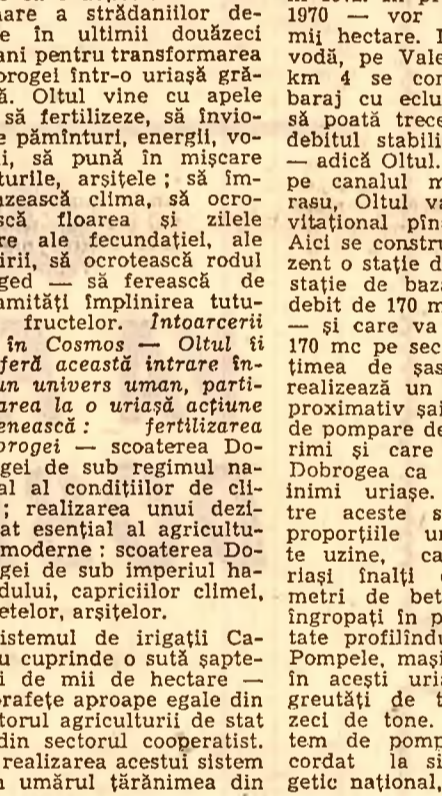 mare a strădaniilor de-
e în ultimii douăzeci
ani pentru transformarea
brogei într-o uriașă gră-
ă. Oltul vine cu apele
să fertilizeze, să învio-
e pămînturi, energii, vo-
i, să pună în mișcare
turile, arșițele ; să îm-
zească clima, să ocro-
scă floarea și zilele
re ale fecundației, ale
irii, să ocrotească rodul
ged — să ferească de
amități împlinirea tutu-
fructelor. Întoarcerii
în Cosmos — Oltul îi
feră această intrare în-
un univers uman, parti-
area la o uriașă acțiune
enească : fertilizarea
brogei — scoaterea Do-
gei de sub regimul na-
al al condițiilor de cli-
; realizarea unui dezi-
at esențial al agricultu-
moderne : scoaterea Do-
gei de sub imperiul ha-
dului, capriciilor climei,
etelor, arșițelor.
istemul de irigații Ca-
u cuprinde o sută șapte-
i de mii de hectare —
rafețe aproape egale din
torul agriculturii de stat
din sectorul cooperatist.
realizarea acestui sistem
umărul țărănimea din
1970 — vor
mii hectare. I
vodă, pe Vale
km 4 se con
baraj cu eclu
să poată trece
debitul stabili
— adică Oltul.
pe canalul m
rasu, Oltul va
vitațional pîn
Aici se constru
zent o stație d
stație de baz
debit de 170 m
— și care va
170 mc pe sec
țimea de șas
realizează un
proximativ șai
de pompare de
rimi și care
Dobrogea ca
inimi uriașe.
tre aceste s
proporțiile un
te uzine, ca
riași înalți
metri de bet
îngropați în p
tate profilîndu
Pompele, mași
în acești uria
greutăți de t
zeci de tone.
tem de pomp
cordat la si
getic național,